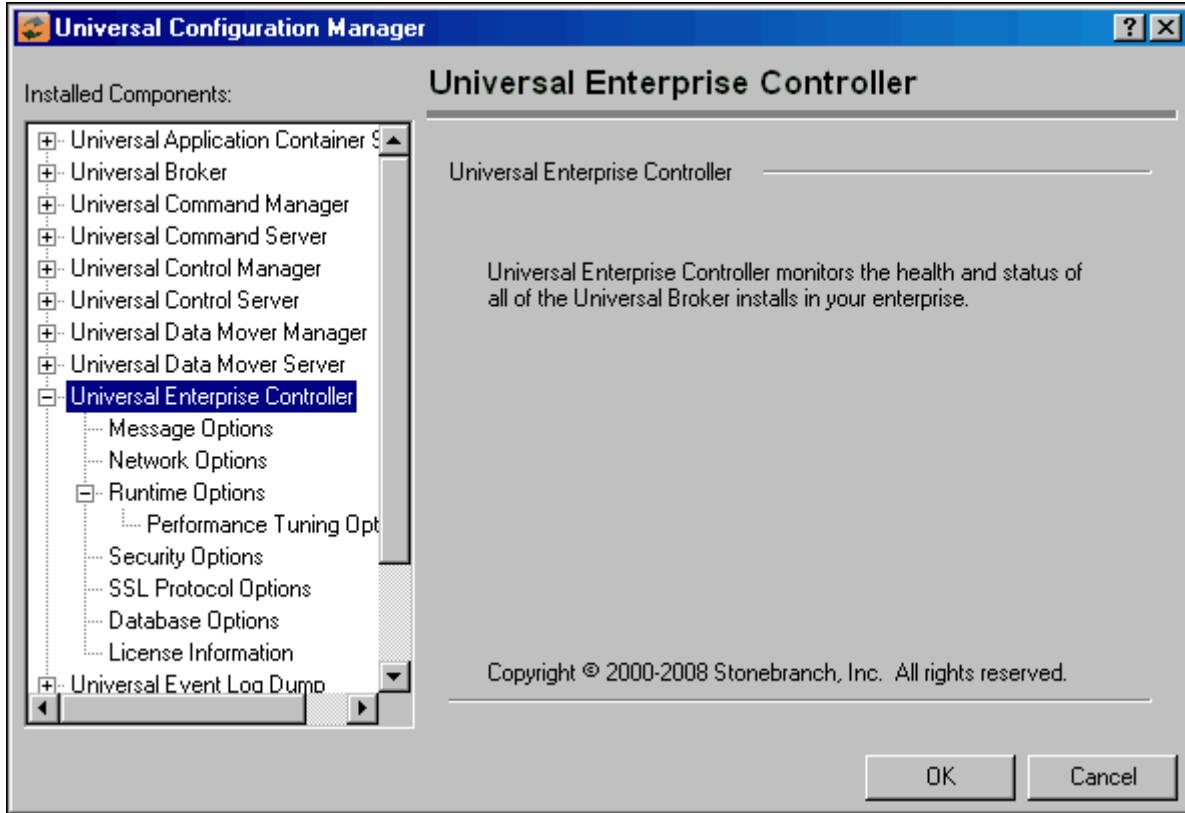 Universal Configuration Manager
Installed Components:
Universal Application Container
Universal Broker
Universal Command Manager
Universal Command Server
Universal Control Manager
Universal Control Server
Universal Data Mover Manager
Universal Data Mover Server
Universal Enterprise Controller
Message Options
Network Options
Runtime Options
Performance Tuning Opt
Security Options
SSL Protocol Options
Database Options
License Information
Universal Event Log Dump
Universal Enterprise Controller
Universal Enterprise Controller
Universal Enterprise Controller monitors the health and status of
all of the Universal Broker installs in your enterprise.
Copyright © 2000-2008 Stonebranch, Inc. All rights reserved.
OK
Cancel